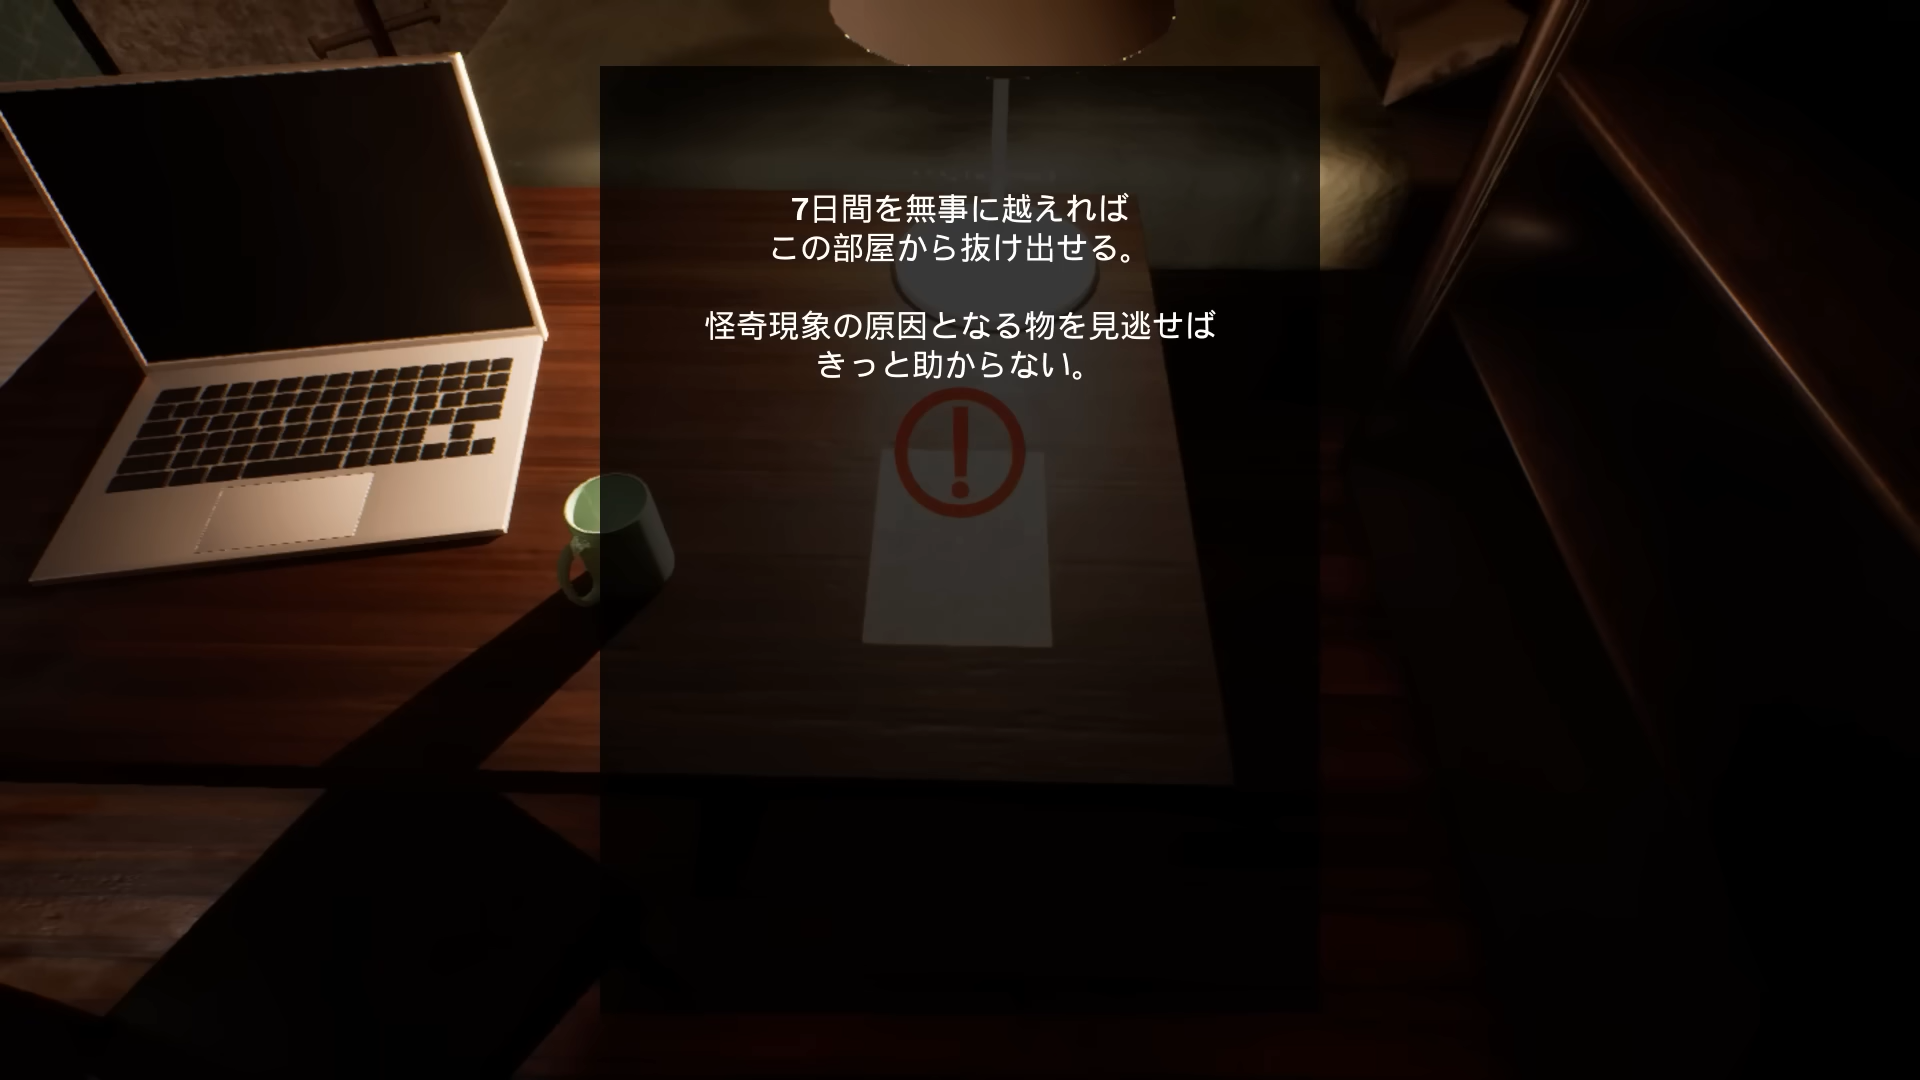 7日間を無事に越えれば
この部屋から抜け出せる。
怪奇現象の原因となる物を見逃せば
きっと助からない。